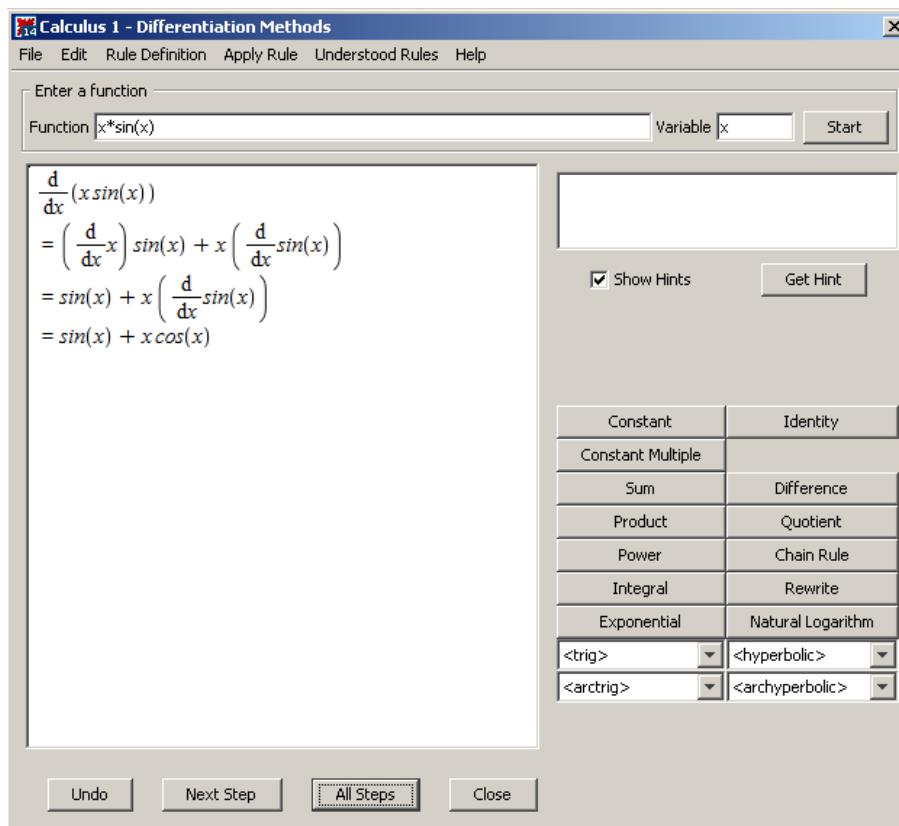 14 Calculus 1 - Differentiation Methods
File Edit Rule Definition Apply Rule Understood Rules Help
Enter a function
Function x*sin(x) Variable x Start
d/dx (x sin(x))
= (d/dx x) sin(x) + x (d/dx sin(x))
= sin(x) + x (d/dx sin(x))
= sin(x) + x cos(x)
Show Hints Get Hint
Constant Identity
Constant Multiple
Sum Difference
Product Quotient
Power Chain Rule
Integral Rewrite
Exponential Natural Logarithm
<trig> <hyperbolic>
<arctrig> <archyperbolic>
Undo Next Step All Steps Close